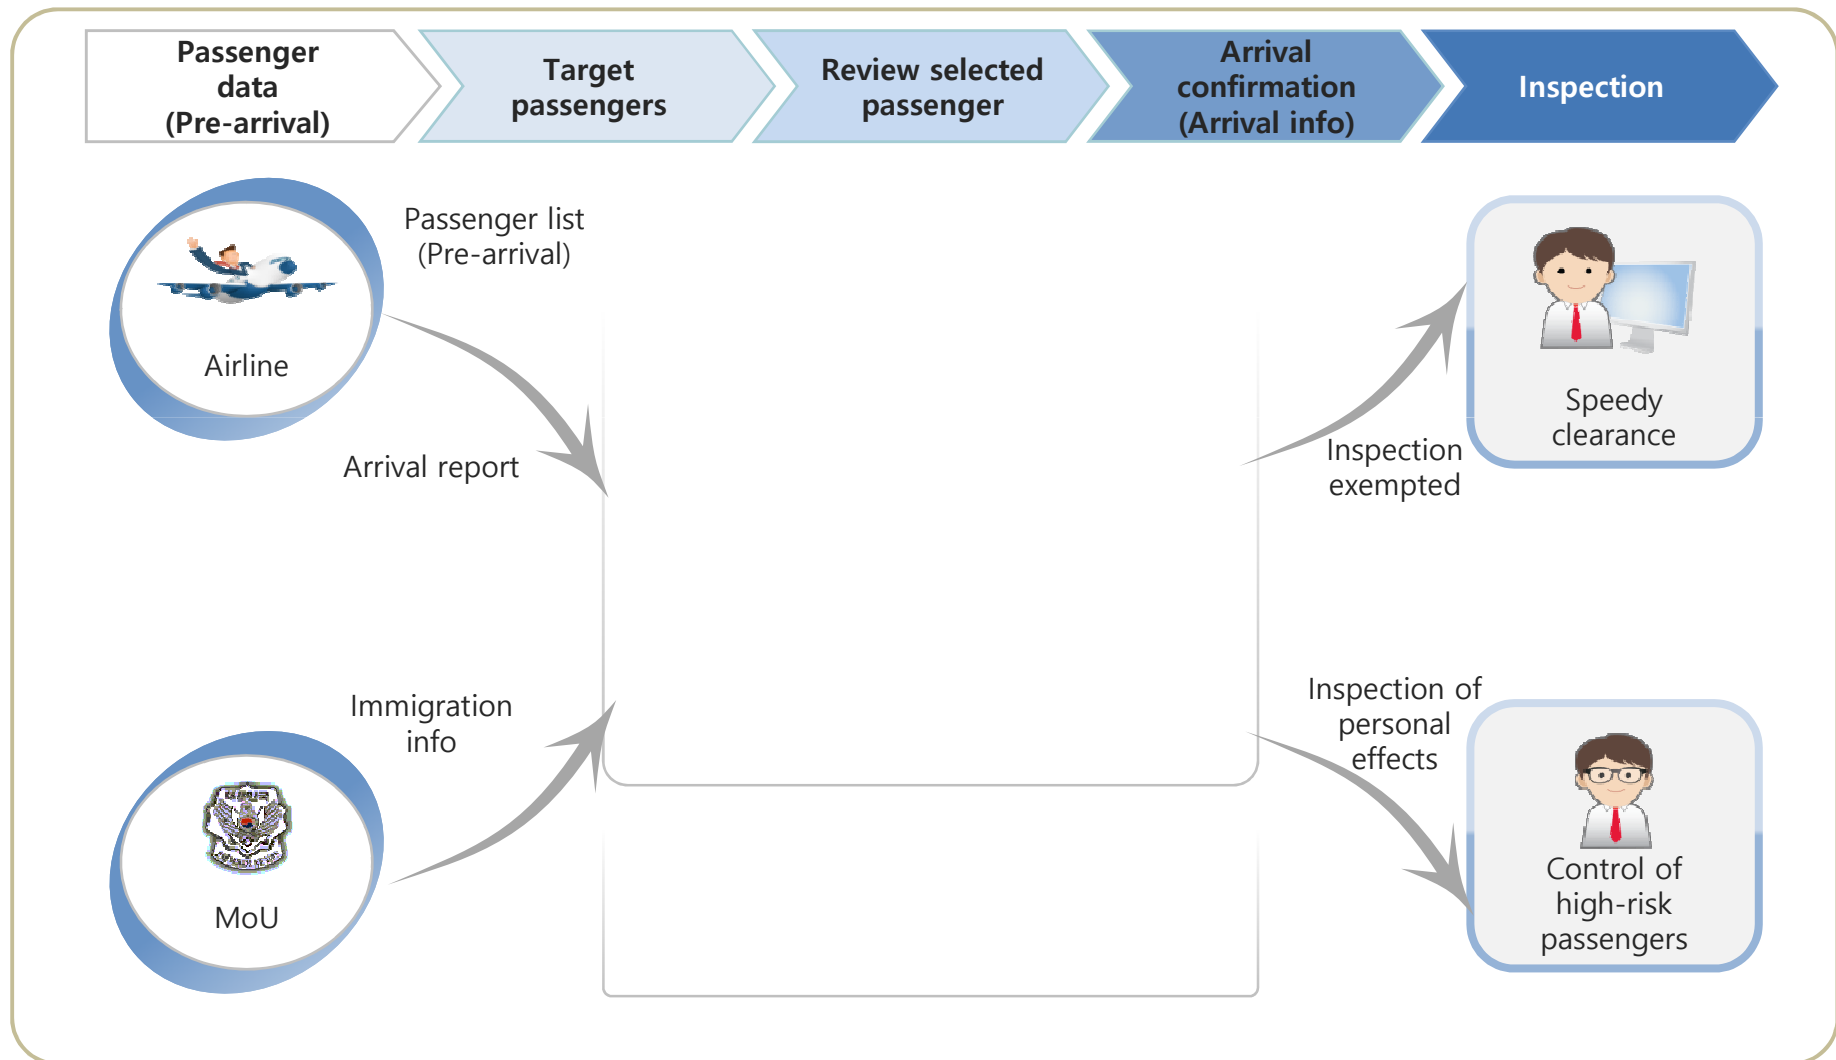 Passenger
data
(Pre-arrival)
Target
passengers
Review selected
passenger
Arrival
confirmation
(Arrival info)
Inspection
Passenger list
(Pre-arrival)
Airline
Arrival report
Speedy
clearance
Inspection
exempted
Immigration
info
MoU
Inspection of
personal
effects
Control of
high-risk
passengers